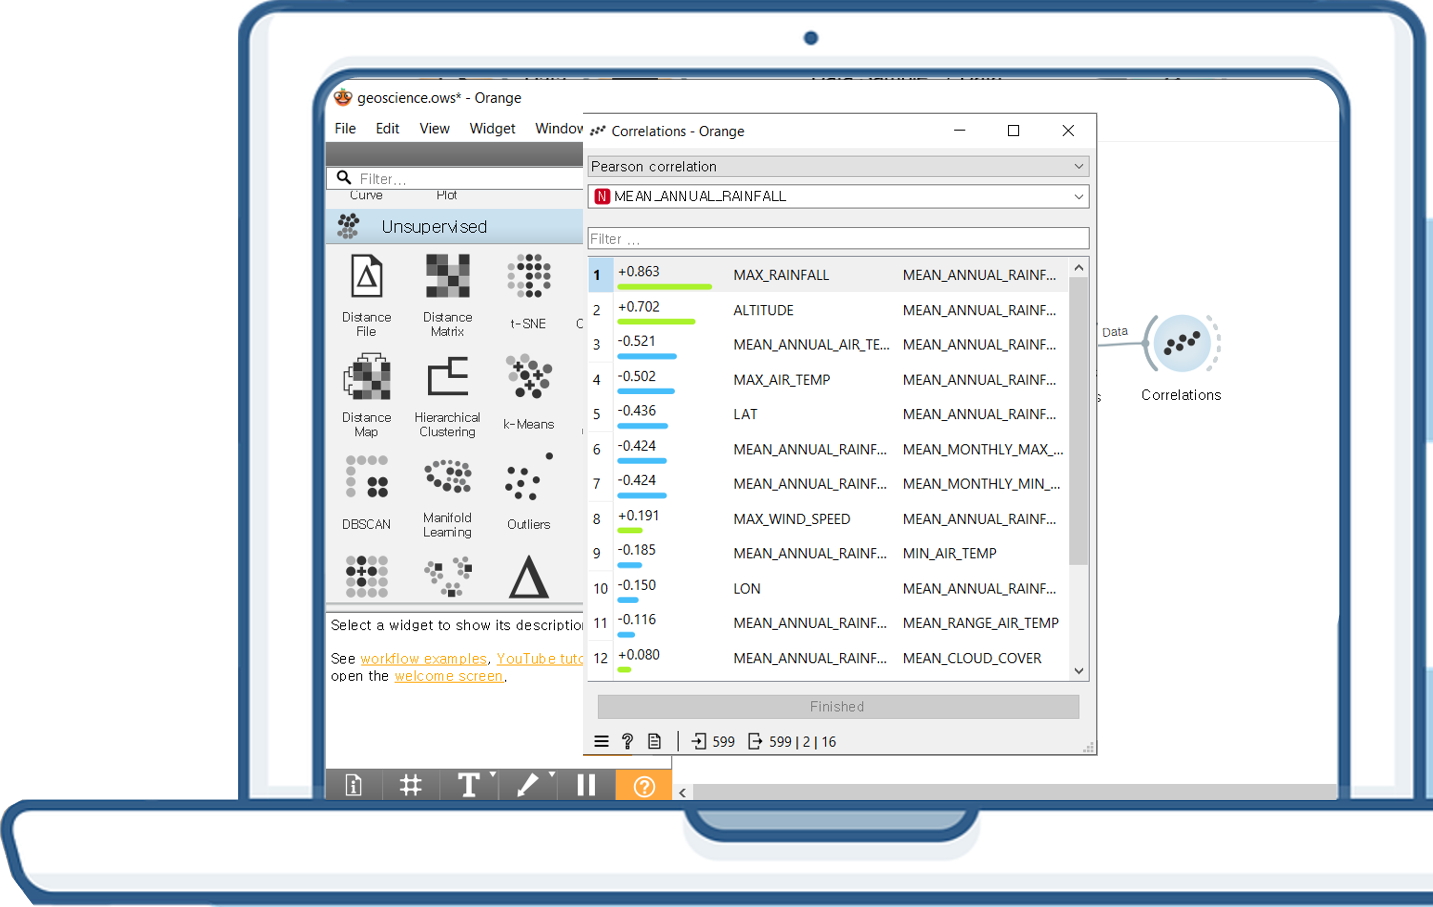 geoscience.ows* - Orange
File Edit View Widget Window
Filter...
Curve Plot
Unsupervised
Distance File
Distance Matrix
t-SNE
Distance Map
Hierarchical Clustering
k-Means
DBSCAN
Manifold Learning
Outliers
Select a widget to show its description
See workflow examples, YouTube tuto
open the welcome screen.
Correlations - Orange
Pearson correlation
N MEAN_ANNUAL_RAINFALL
Filter ...
1 +0.863 MAX_RAINFALL MEAN_ANNUAL_RAINF...
2 +0.702 ALTITUDE MEAN_ANNUAL_RAINF...
3 -0.521 MEAN_ANNUAL_AIR_TE... MEAN_ANNUAL_RAINF...
4 -0.502 MAX_AIR_TEMP MEAN_ANNUAL_RAINF...
5 -0.436 LAT MEAN_ANNUAL_RAINF...
6 -0.424 MEAN_ANNUAL_RAINF... MEAN_MONTHLY_MAX_...
7 -0.424 MEAN_ANNUAL_RAINF... MEAN_MONTHLY_MIN_...
8 +0.191 MAX_WIND_SPEED MEAN_ANNUAL_RAINF...
9 -0.185 MEAN_ANNUAL_RAINF... MIN_AIR_TEMP
10 -0.150 LON MEAN_ANNUAL_RAINF...
11 -0.116 MEAN_ANNUAL_RAINF... MEAN_RANGE_AIR_TEMP
12 +0.080 MEAN_ANNUAL_RAINF... MEAN_CLOUD_COVER
Finished
599 599 | 2 | 16
Data
Correlations